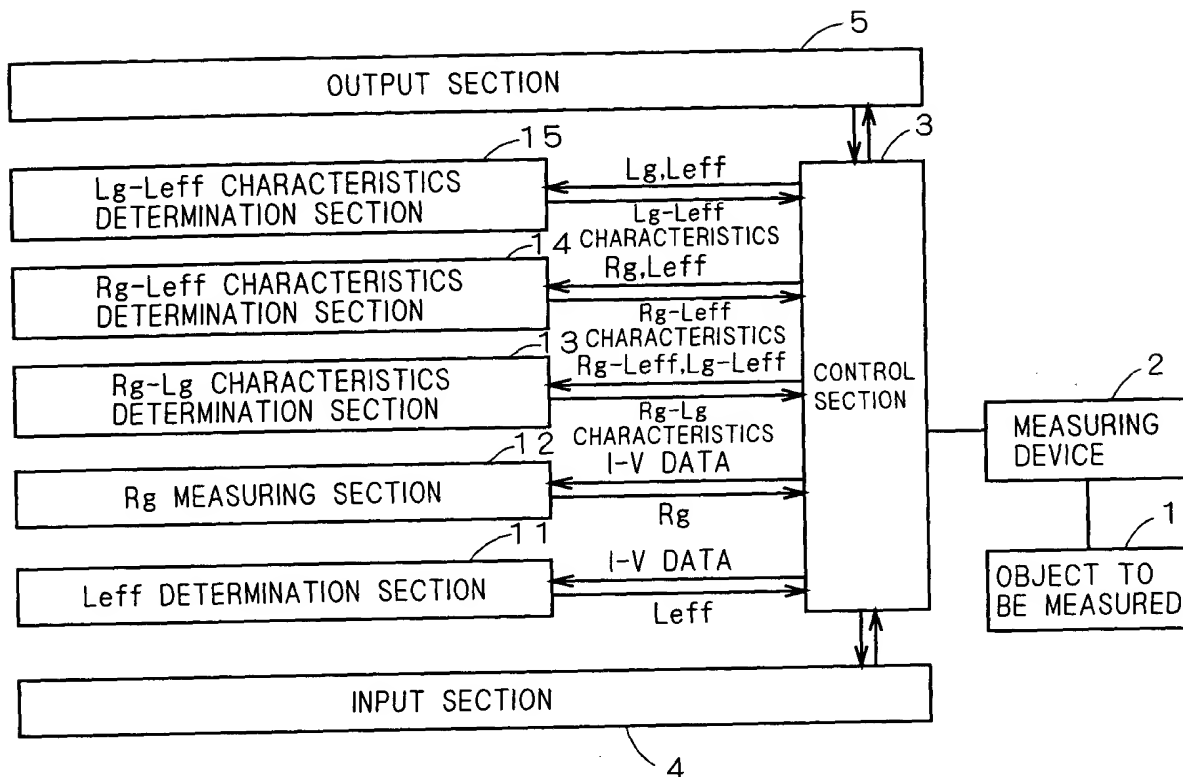 5
OUTPUT SECTION
3
15
Lg-Leff CHARACTERISTICS
DETERMINATION SECTION
Lg,Leff
Lg-Leff
CHARACTERISTICS
14
Rg-Leff CHARACTERISTICS
DETERMINATION SECTION
Rg,Leff
Rg-Leff
CHARACTERISTICS
13
Rg-Lg CHARACTERISTICS
DETERMINATION SECTION
Rg-Leff,Lg-Leff
Rg-Lg
CHARACTERISTICS
CONTROL
SECTION
2
MEASURING
DEVICE
12
Rg MEASURING SECTION
I-V DATA
Rg
1
OBJECT TO
BE MEASURED
11
Leff DETERMINATION SECTION
I-V DATA
Leff
INPUT SECTION
4